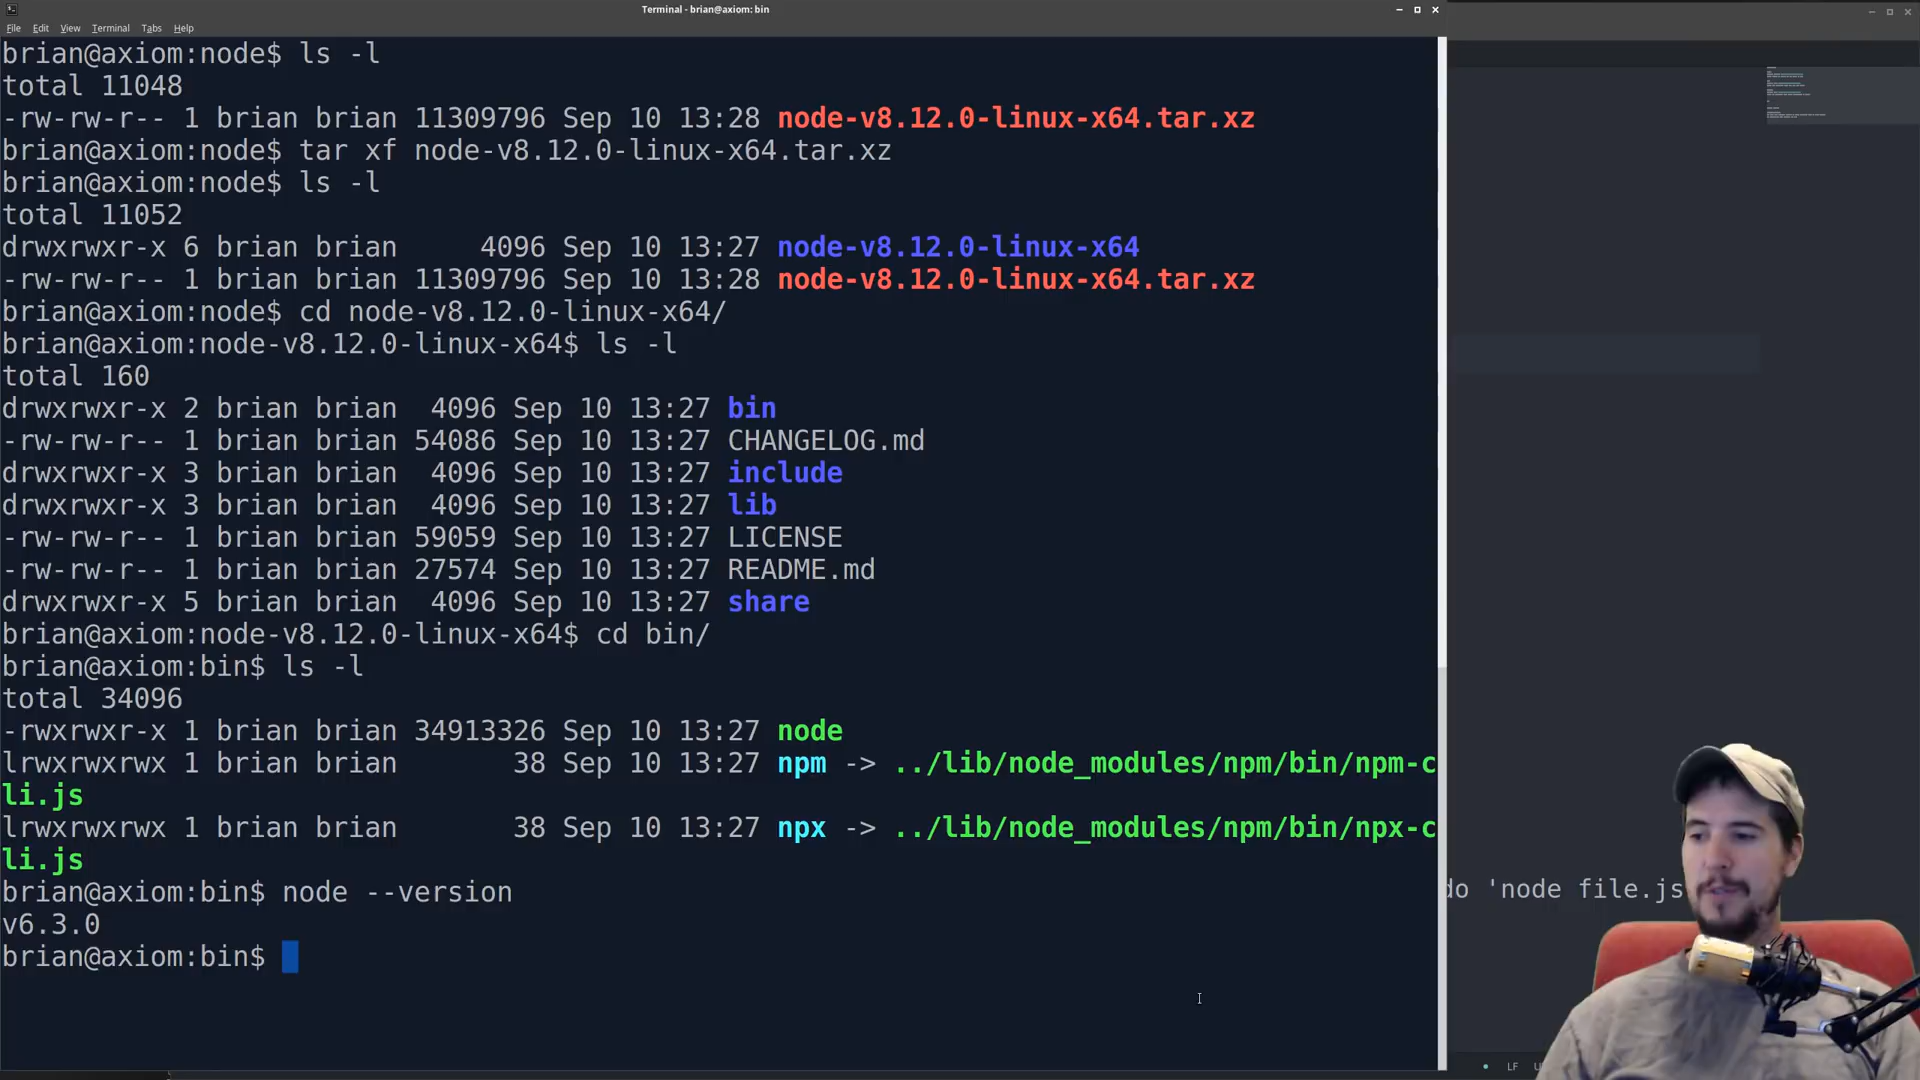 Terminal - brian@axiom: bin
File Edit View Terminal Tabs Help
brian@axiom:node$ ls -l
total 11048
-rw-rw-r-- 1 brian brian 11309796 Sep 10 13:28 node-v8.12.0-linux-x64.tar.xz
brian@axiom:node$ tar xf node-v8.12.0-linux-x64.tar.xz
brian@axiom:node$ ls -l
total 11052
drwxrwxr-x 6 brian brian     4096 Sep 10 13:27 node-v8.12.0-linux-x64
-rw-rw-r-- 1 brian brian 11309796 Sep 10 13:28 node-v8.12.0-linux-x64.tar.xz
brian@axiom:node$ cd node-v8.12.0-linux-x64/
brian@axiom:node-v8.12.0-linux-x64$ ls -l
total 160
drwxrwxr-x 2 brian brian  4096 Sep 10 13:27 bin
-rw-rw-r-- 1 brian brian 54086 Sep 10 13:27 CHANGELOG.md
drwxrwxr-x 3 brian brian  4096 Sep 10 13:27 include
drwxrwxr-x 3 brian brian  4096 Sep 10 13:27 lib
-rw-rw-r-- 1 brian brian 59059 Sep 10 13:27 LICENSE
-rw-rw-r-- 1 brian brian 27574 Sep 10 13:27 README.md
drwxrwxr-x 5 brian brian  4096 Sep 10 13:27 share
brian@axiom:node-v8.12.0-linux-x64$ cd bin/
brian@axiom:bin$ ls -l
total 34096
-rwxrwxr-x 1 brian brian 34913326 Sep 10 13:27 node
lrwxrwxrwx 1 brian brian       38 Sep 10 13:27 npm -> ../lib/node_modules/npm/bin/npm-c
li.js
lrwxrwxrwx 1 brian brian       38 Sep 10 13:27 npx -> ../lib/node_modules/npm/bin/npx-c
li.js
brian@axiom:bin$ node --version
v6.3.0
brian@axiom:bin$
do 'node file.js
LF